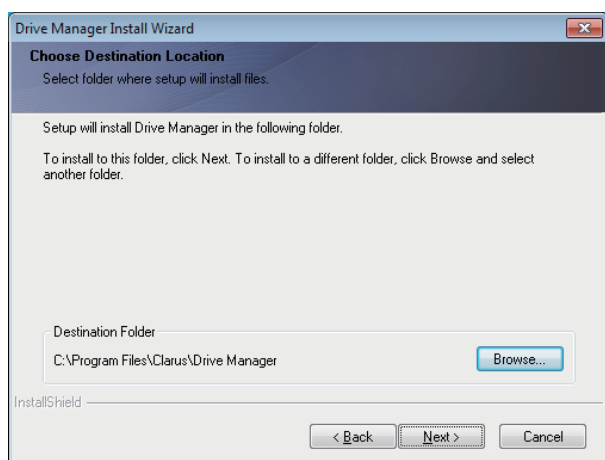 Drive Manager Install Wizard
Choose Destination Location
Select folder where setup will install files.
Setup will install Drive Manager in the following folder.
To install to this folder, click Next. To install to a different folder, click Browse and select
another folder.
Destination Folder
C:\Program Files\Clarus\Drive Manager
Browse...
InstallShield
< Back
Next >
Cancel